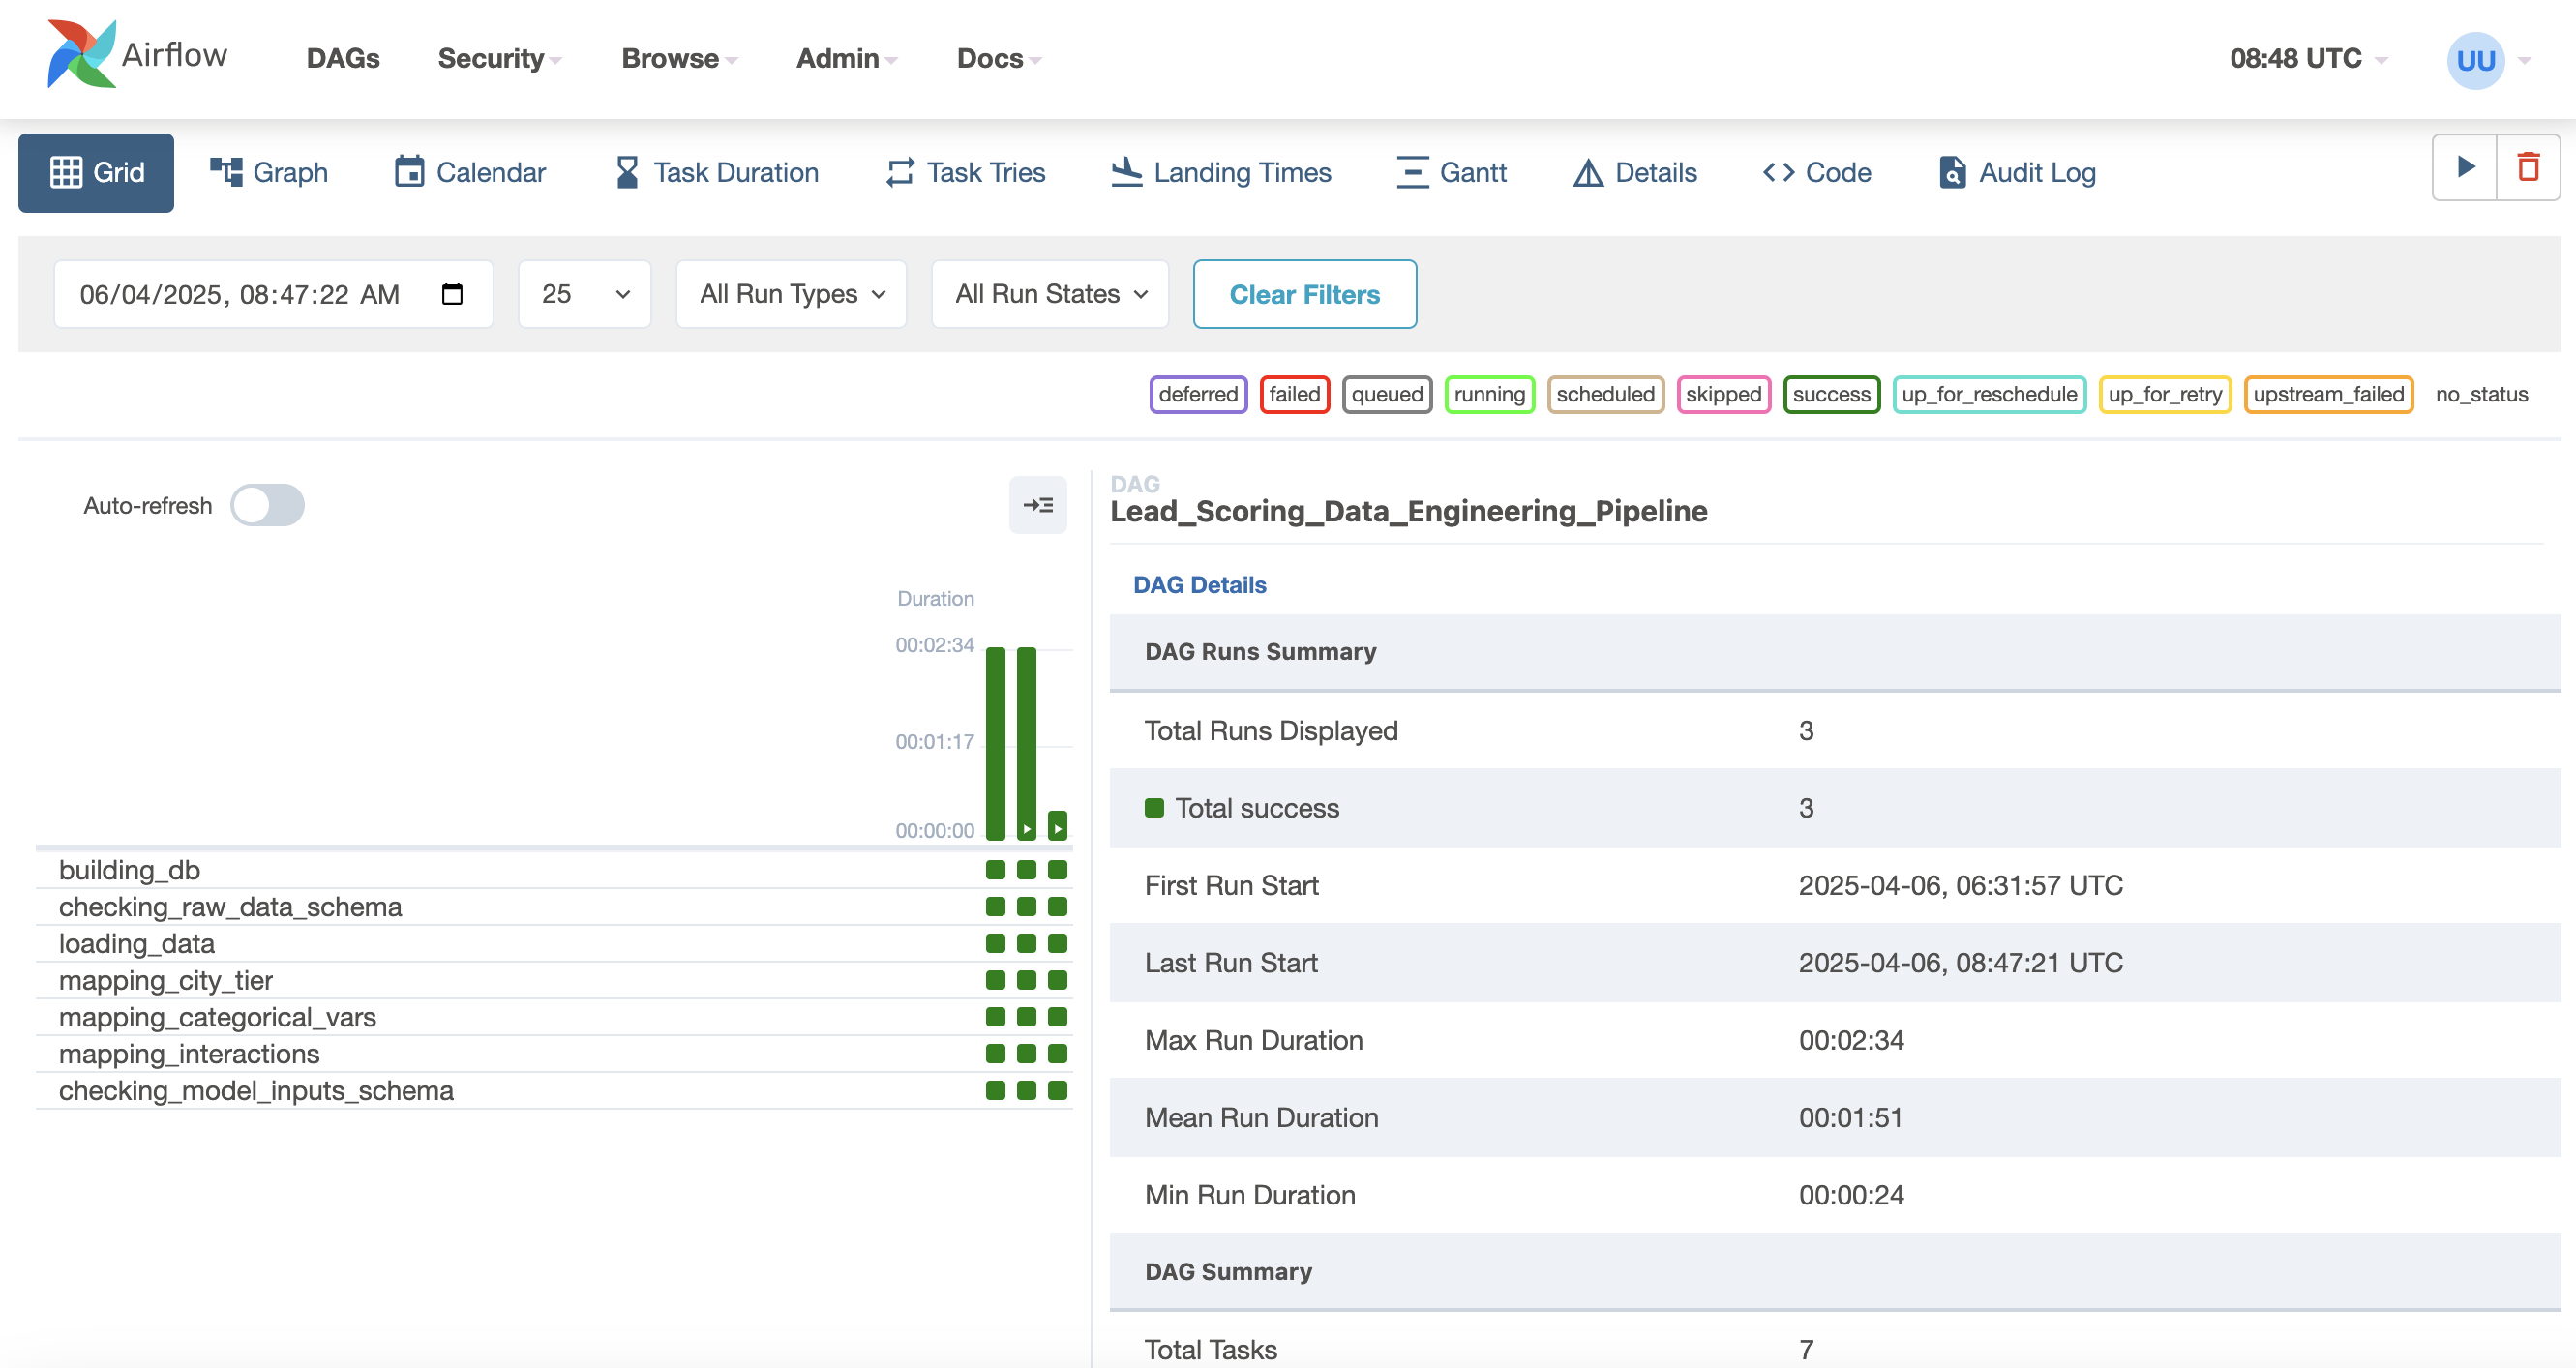 Airflow DAGs Security Browse Admin Docs 08:48 UTC UU
Grid Graph Calendar Task Duration Task Tries Landing Times Gantt Details Code Audit Log
06/04/2025, 08:47:22 AM 25 All Run Types All Run States Clear Filters
deferred failed queued running scheduled skipped success up_for_reschedule up_for_retry upstream_failed no_status
Auto-refresh
Duration
00:02:34
00:01:17
00:00:00
building_db
checking_raw_data_schema
loading_data
mapping_city_tier
mapping_categorical_vars
mapping_interactions
checking_model_inputs_schema
DAG
Lead_Scoring_Data_Engineering_Pipeline
DAG Details
DAG Runs Summary
Total Runs Displayed 3
Total success 3
First Run Start 2025-04-06, 06:31:57 UTC
Last Run Start 2025-04-06, 08:47:21 UTC
Max Run Duration 00:02:34
Mean Run Duration 00:01:51
Min Run Duration 00:00:24
DAG Summary
Total Tasks 7